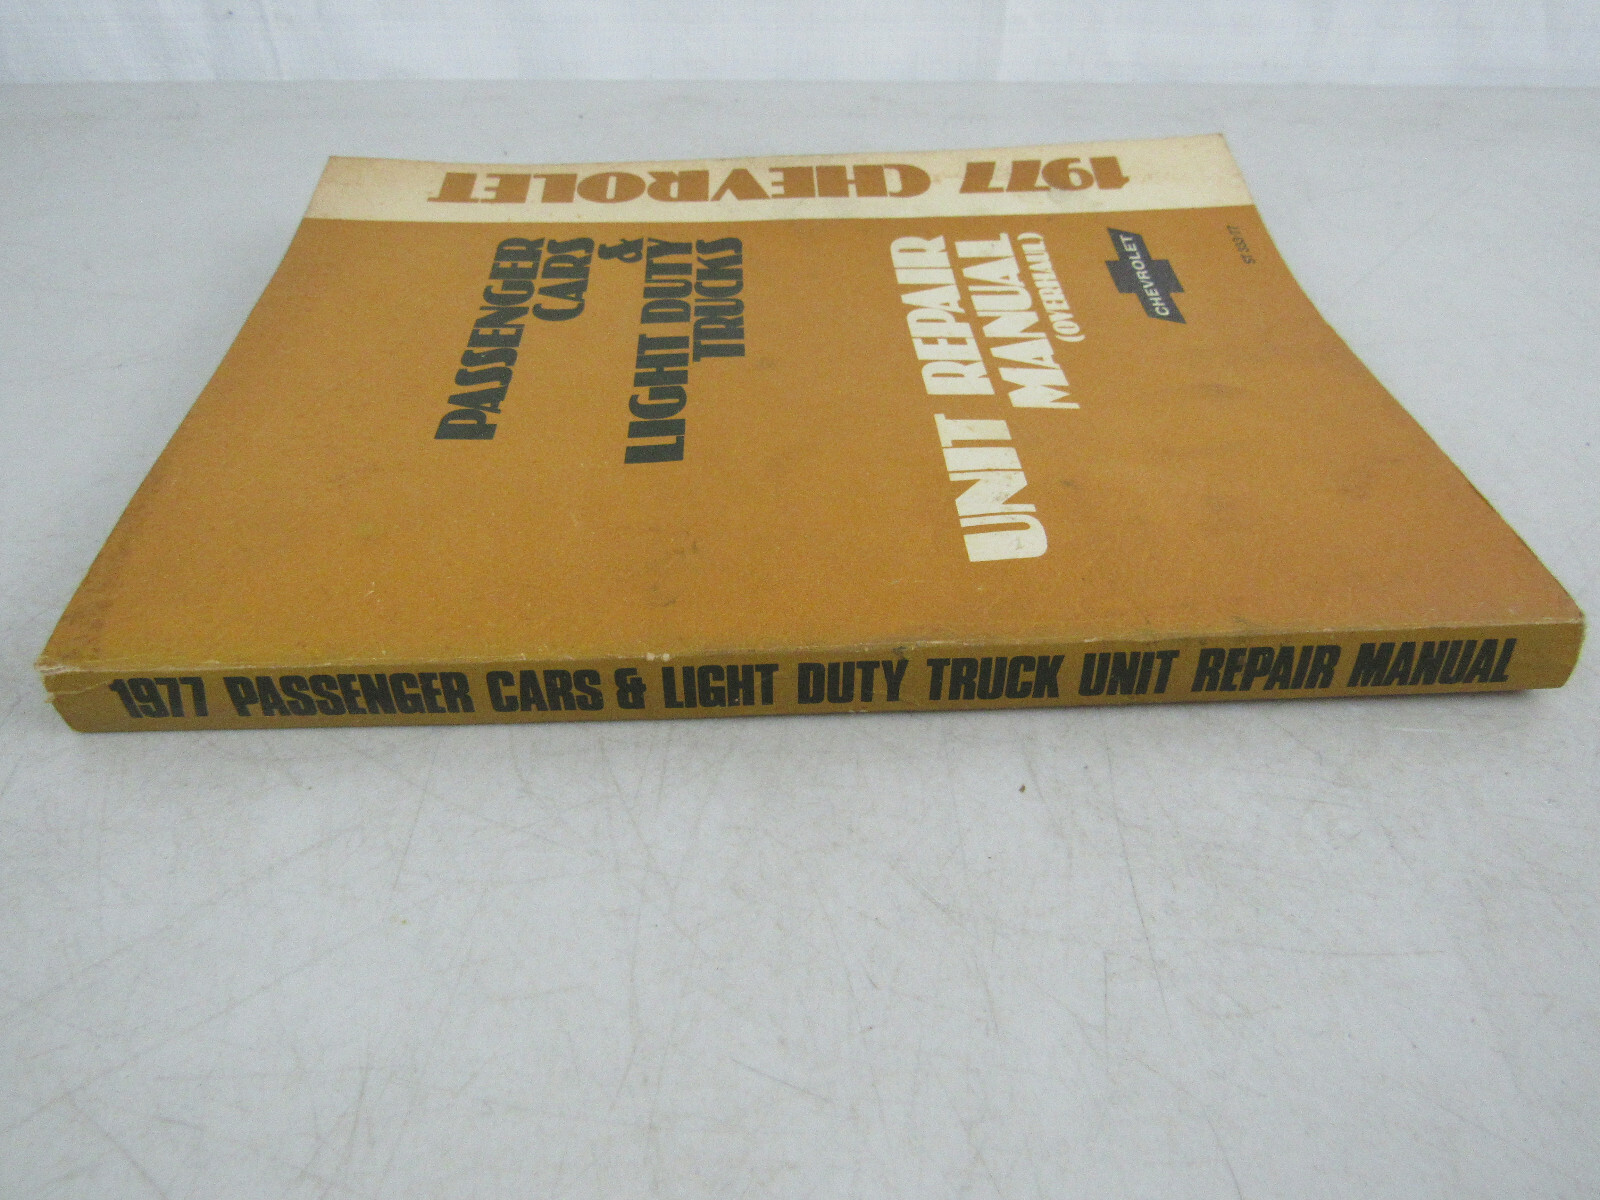 1977 CHEVROLET
PASSENGER
CARS
&
LIGHT DUTY
TRUCKS
UNIT REPAIR
MANUAL
(OVERHAUL)
CHEVROLET
1977 PASSENGER CARS & LIGHT DUTY TRUCK UNIT REPAIR MANUAL